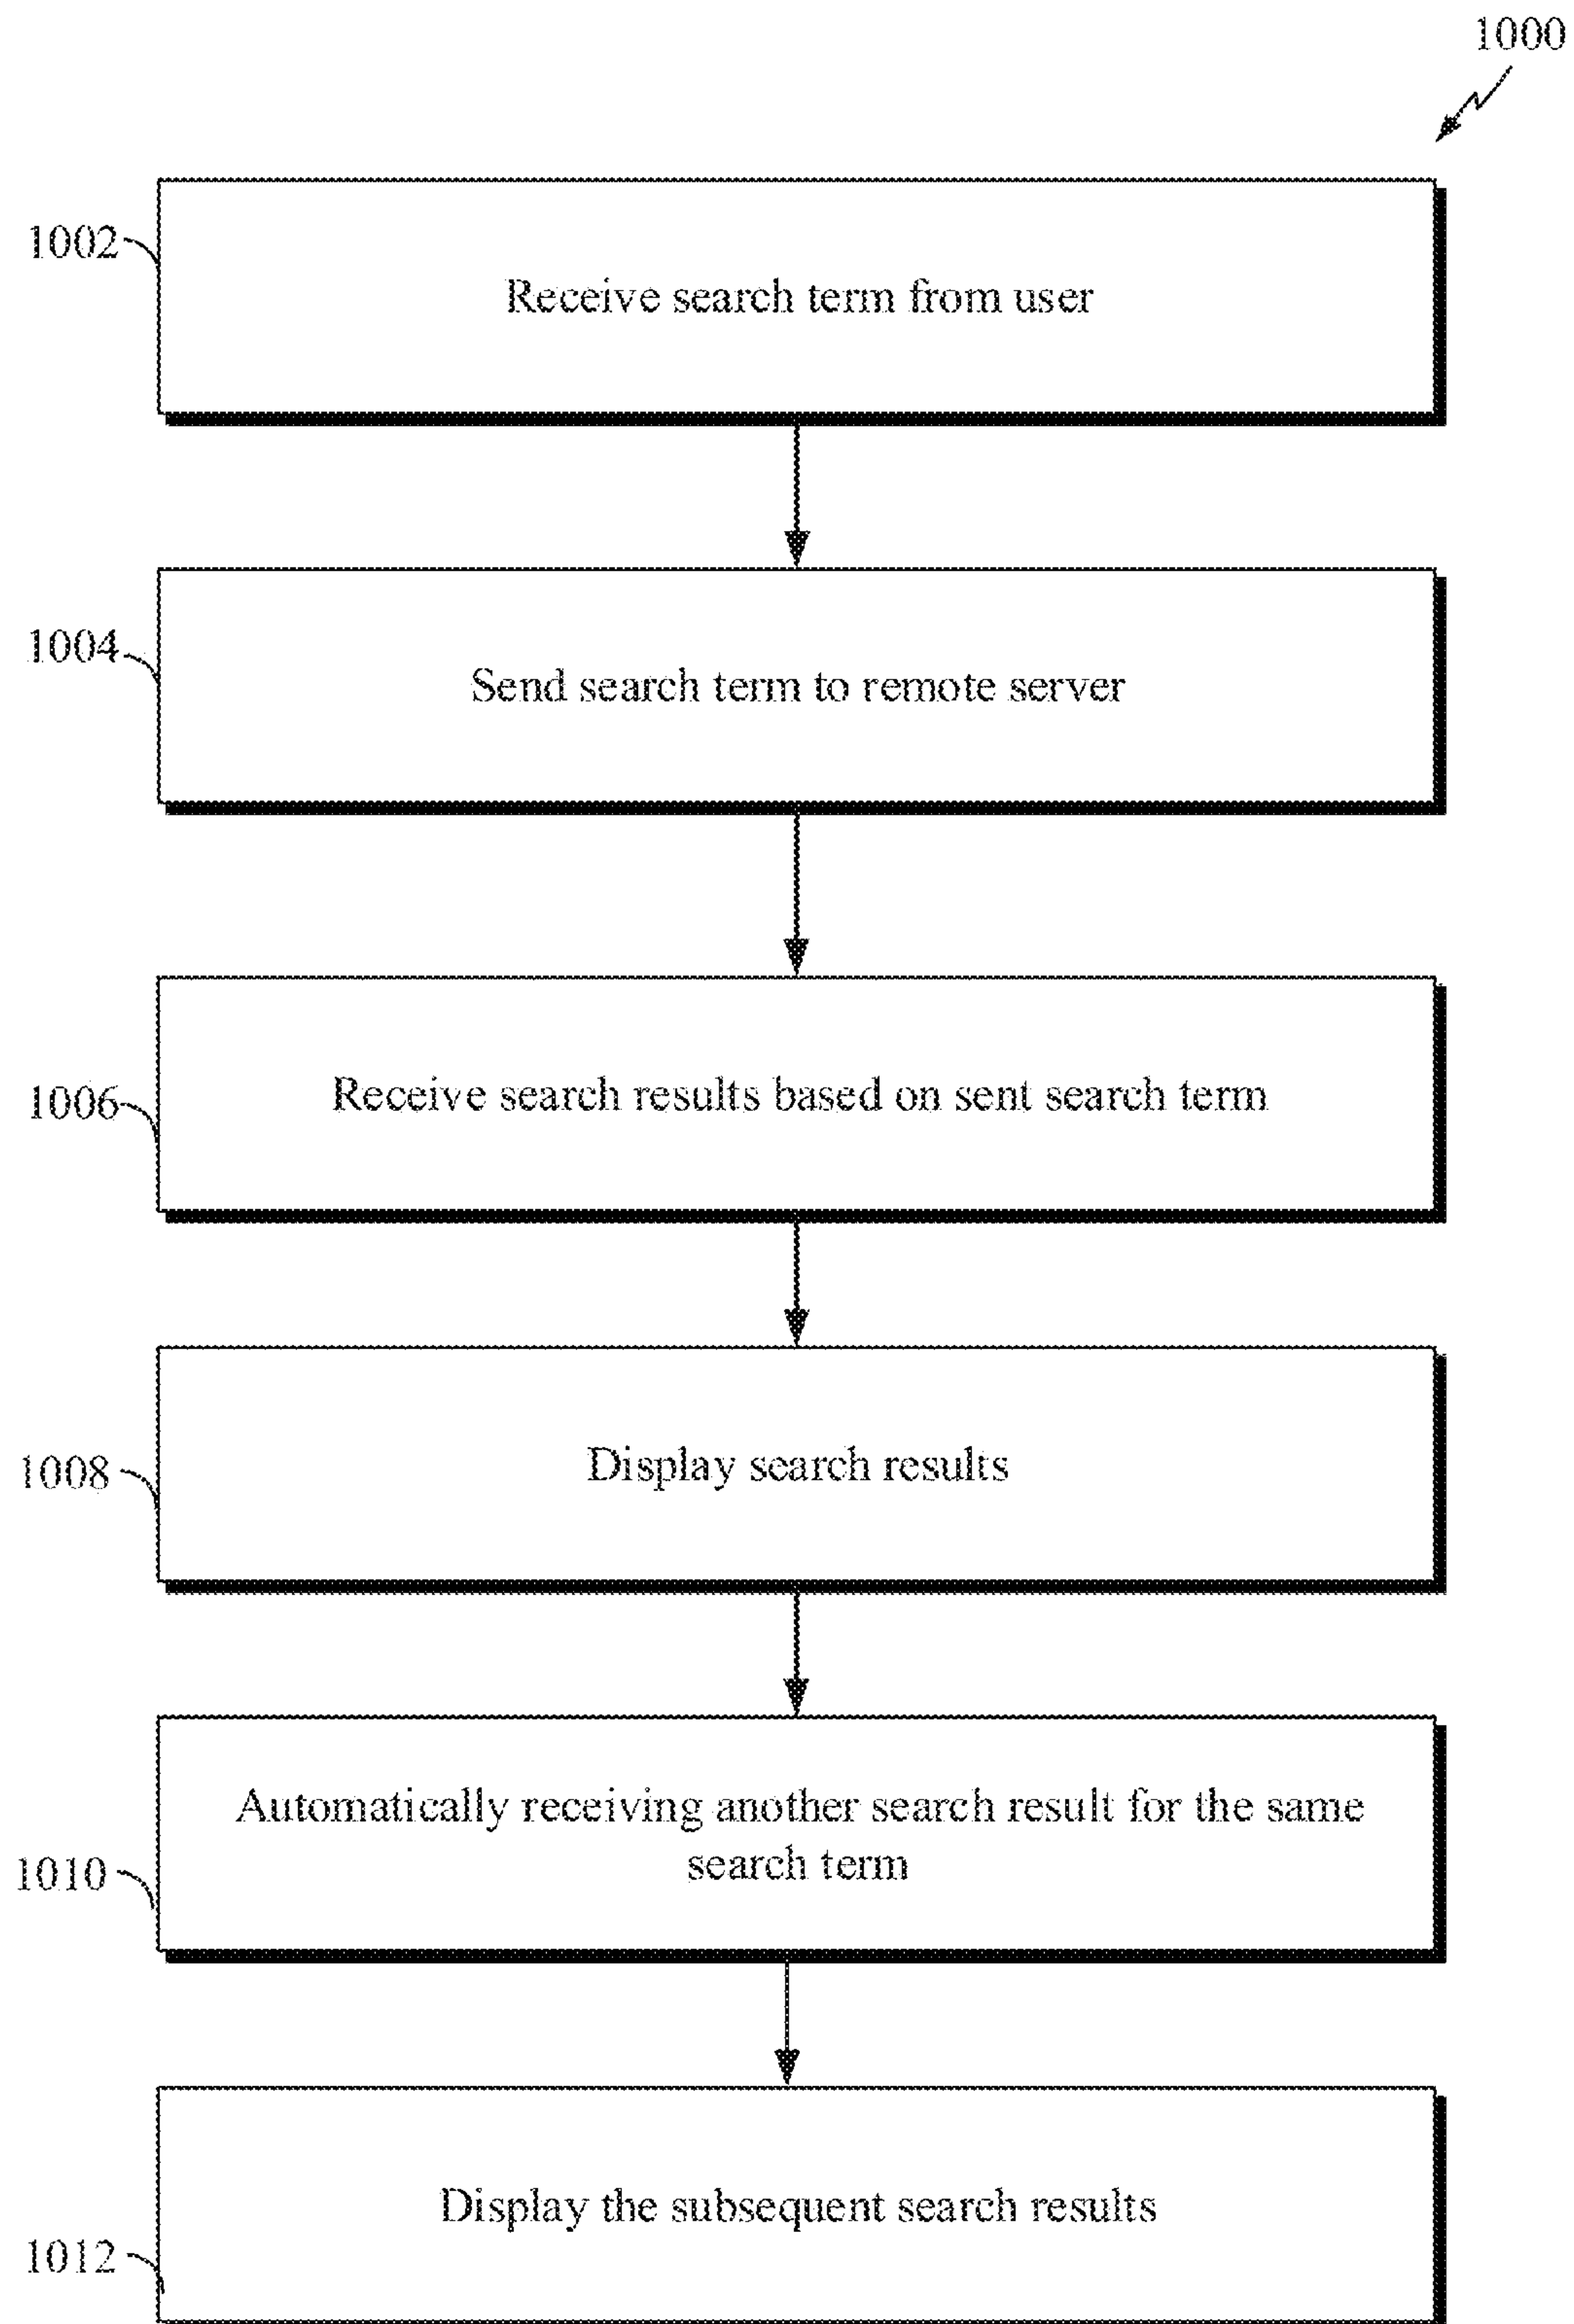 1000
1002
Receive search term from user
1004
Send search term to remote server
1006
Receive search results based on sent search term
1008
Display search results
Automatically receiving another search result for the same
search term
1010
Display the subsequent search results
1012